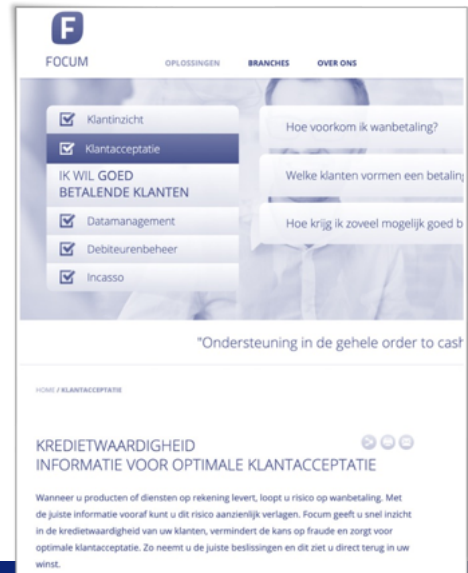 F
FOCUM
OPLOSSINGEN BRANCHES OVER ONS
Klantinzicht
Klantacceptatie
IK WIL GOED
BETALENDE KLANTEN
Datamanagement
Debiteurenbeheer
Incasso
Hoe voorkom ik wanbetaling?
Welke klanten vormen een betaling
Hoe krijg ik zoveel mogelijk goed b
"Ondersteuning in de gehele order to cash
HOME / KLANTACCEPTATIE
KREDIETWAARDIGHEID
INFORMATIE VOOR OPTIMALE KLANTACCEPTATIE
Wanneer u producten of diensten op rekening levert, loopt u risico op wanbetaling. Met
de juiste informatie vooraf kunt u dit risico aanzienlijk verlagen. Focum geeft u snel inzicht
in de kredietwaardigheid van uw klanten, vermindert de kans op fraude en zorgt voor
optimale klantacceptatie. Zo neemt u de juiste beslissingen en dit ziet u direct terug in uw
winst.